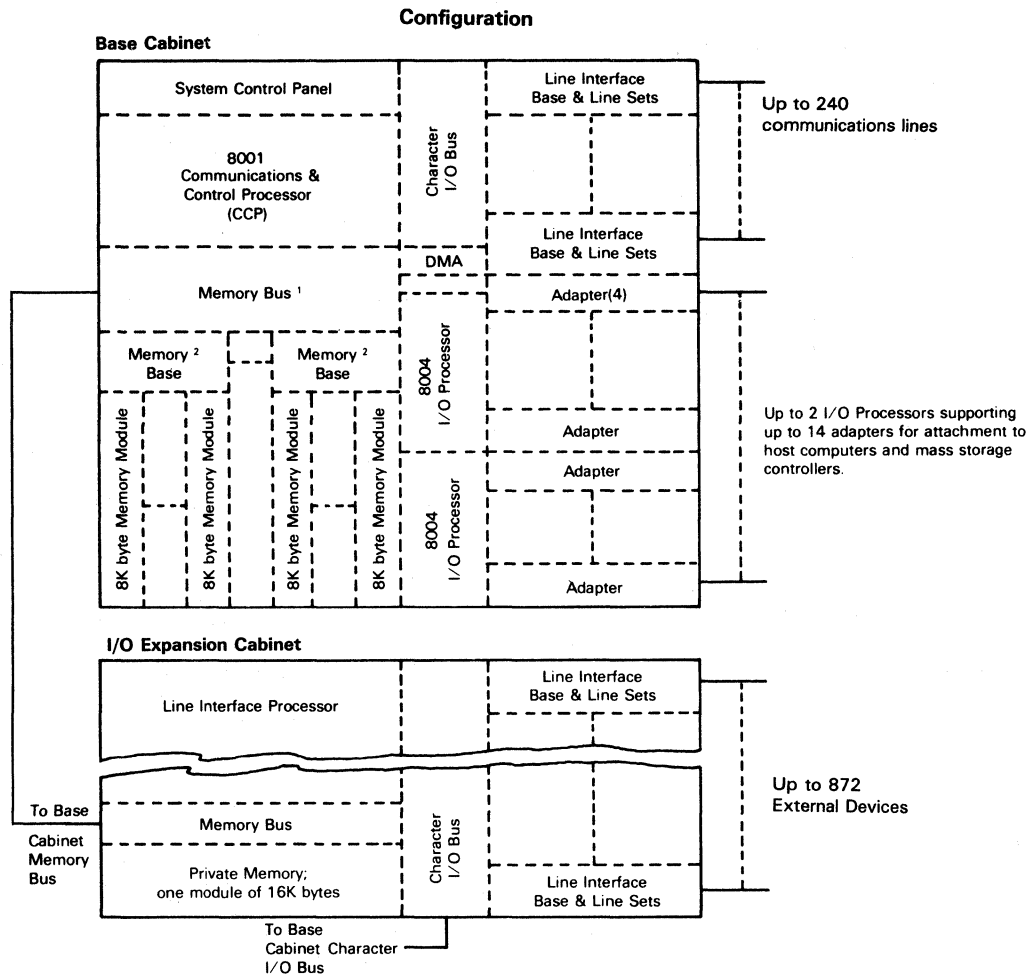 Configuration
Base Cabinet
System Control Panel
8001
Communications &
Control Processor
(CCP)
Character
I/O Bus
Line Interface
Base & Line Sets
Up to 240
communications lines
Line Interface
Base & Line Sets
DMA
Memory Bus 1
Adapter(4)
Memory 2
Base
Memory 2
Base
8K byte Memory Module
8K byte Memory Module
8K byte Memory Module
8K byte Memory Module
8004
I/O Processor
Adapter
Up to 2 I/O Processors supporting
up to 14 adapters for attachment to
host computers and mass storage
controllers.
8004
I/O Processor
Adapter
Adapter
I/O Expansion Cabinet
Line Interface Processor
Line Interface
Base & Line Sets
Up to 872
External Devices
To Base
Cabinet
Memory
Bus
Memory Bus
Private Memory;
one module of 16K bytes
Character
I/O Bus
Line Interface
Base & Line Sets
To Base
Cabinet Character
I/O Bus